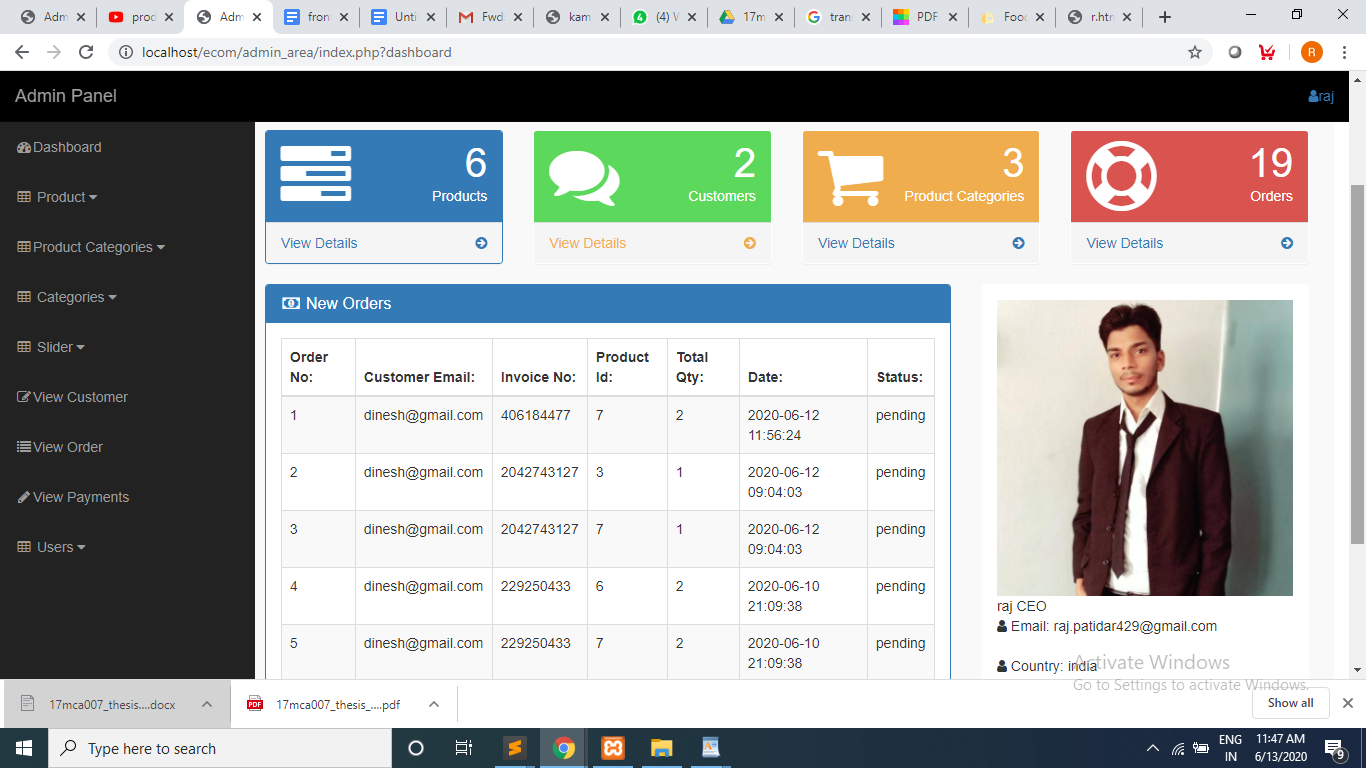 Adm
prod
Adm
fron
Unti
Fwd
kam
(4) W
17m
tran
PDF
Food
r.htm
localhost/ecom/admin_area/index.php?dashboard
R
Admin Panel
raj
Dashboard
Product
Product Categories
Categories
Slider
View Customer
View Order
View Payments
Users
6
Products
View Details
2
Customers
View Details
3
Product Categories
View Details
19
Orders
View Details
New Orders
Order No: Customer Email: Invoice No: Product Id: Total Qty: Date: Status:
1 dinesh@gmail.com 406184477 7 2 2020-06-12 11:56:24 pending
2 dinesh@gmail.com 2042743127 3 1 2020-06-12 09:04:03 pending
3 dinesh@gmail.com 2042743127 7 1 2020-06-12 09:04:03 pending
4 dinesh@gmail.com 229250433 6 2 2020-06-10 21:09:38 pending
5 dinesh@gmail.com 229250433 7 2 2020-06-10 21:09:38 pending
raj CEO
Email: raj.patidar429@gmail.com
Country: india
Activate Windows
Go to Settings to activate Windows.
17mca007_thesis....docx
PDF
17mca007_thesis_....pdf
Show all
Type here to search
ENG
IN
11:47 AM
6/13/2020
9